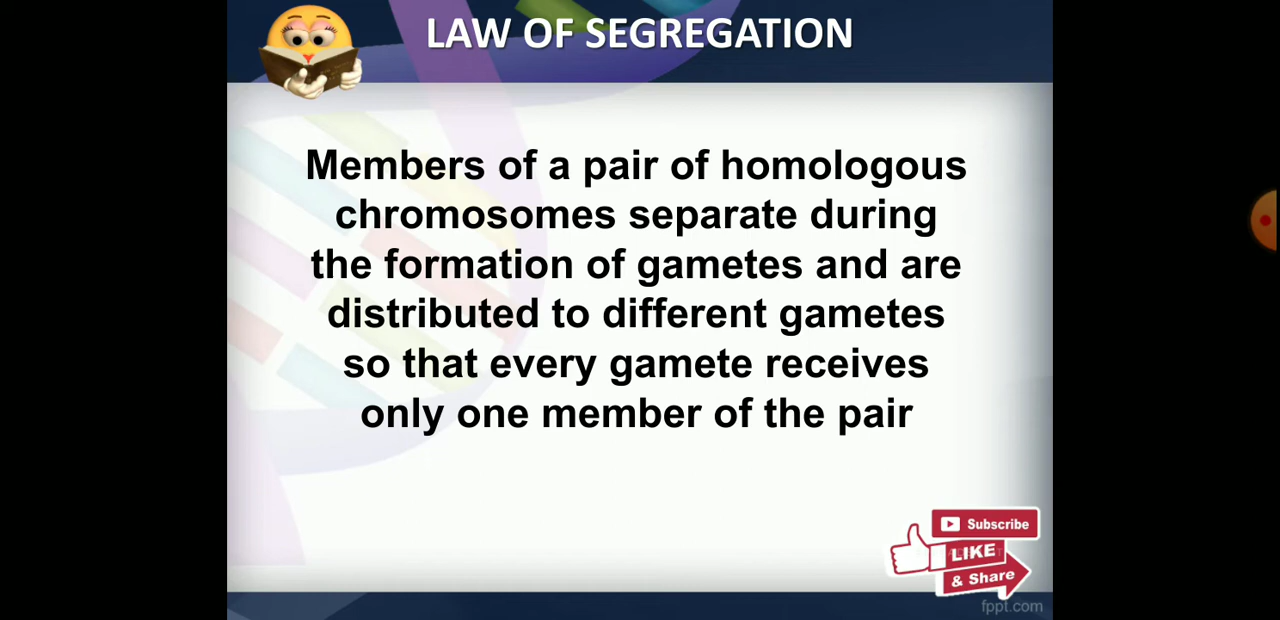 LAW OF SEGREGATION
Members of a pair of homologous
chromosomes separate during
the formation of gametes and are
distributed to different gametes
so that every gamete receives
only one member of the pair
Subscribe
LIKE
& Share
fppt.com